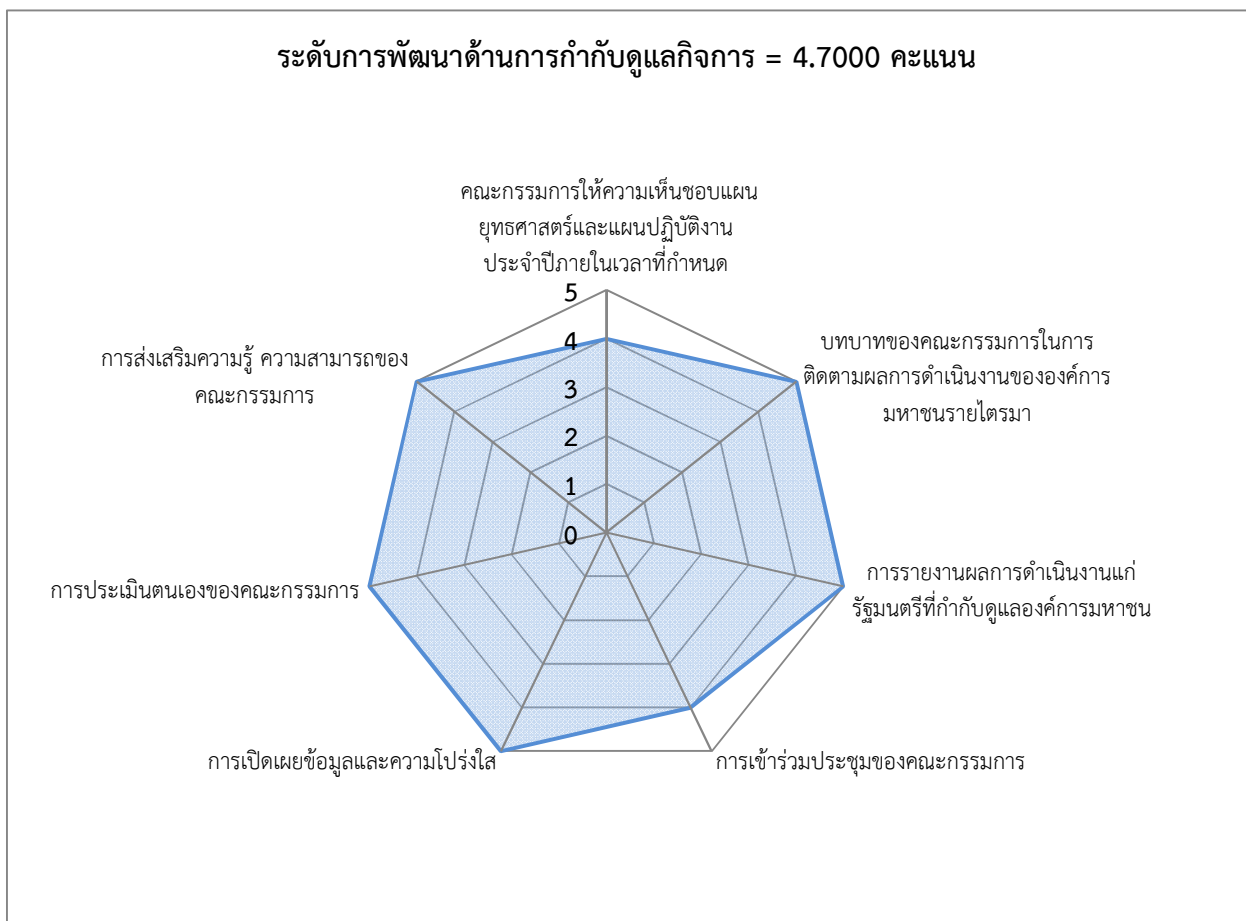 ระดับการพัฒนาด้านการกำกับดูแลกิจการ = 4.7000 คะแนน
คณะกรรมการให้ความเห็นชอบแผน
ยุทธศาสตร์และแผนปฏิบัติงาน
ประจำปีภายในเวลาที่กำหนด
บทบาทของคณะกรรมการในการ
ติดตามผลการดำเนินงานขององค์การ
มหาชนรายไตรมา
การรายงานผลการดำเนินงานแก่
รัฐมนตรีที่กำกับดูแลองค์การมหาชน
การเข้าร่วมประชุมของคณะกรรมการ
การเปิดเผยข้อมูลและความโปร่งใส
การประเมินตนเองของคณะกรรมการ
การส่งเสริมความรู้ ความสามารถของ
คณะกรรมการ
5
4
3
2
1
0